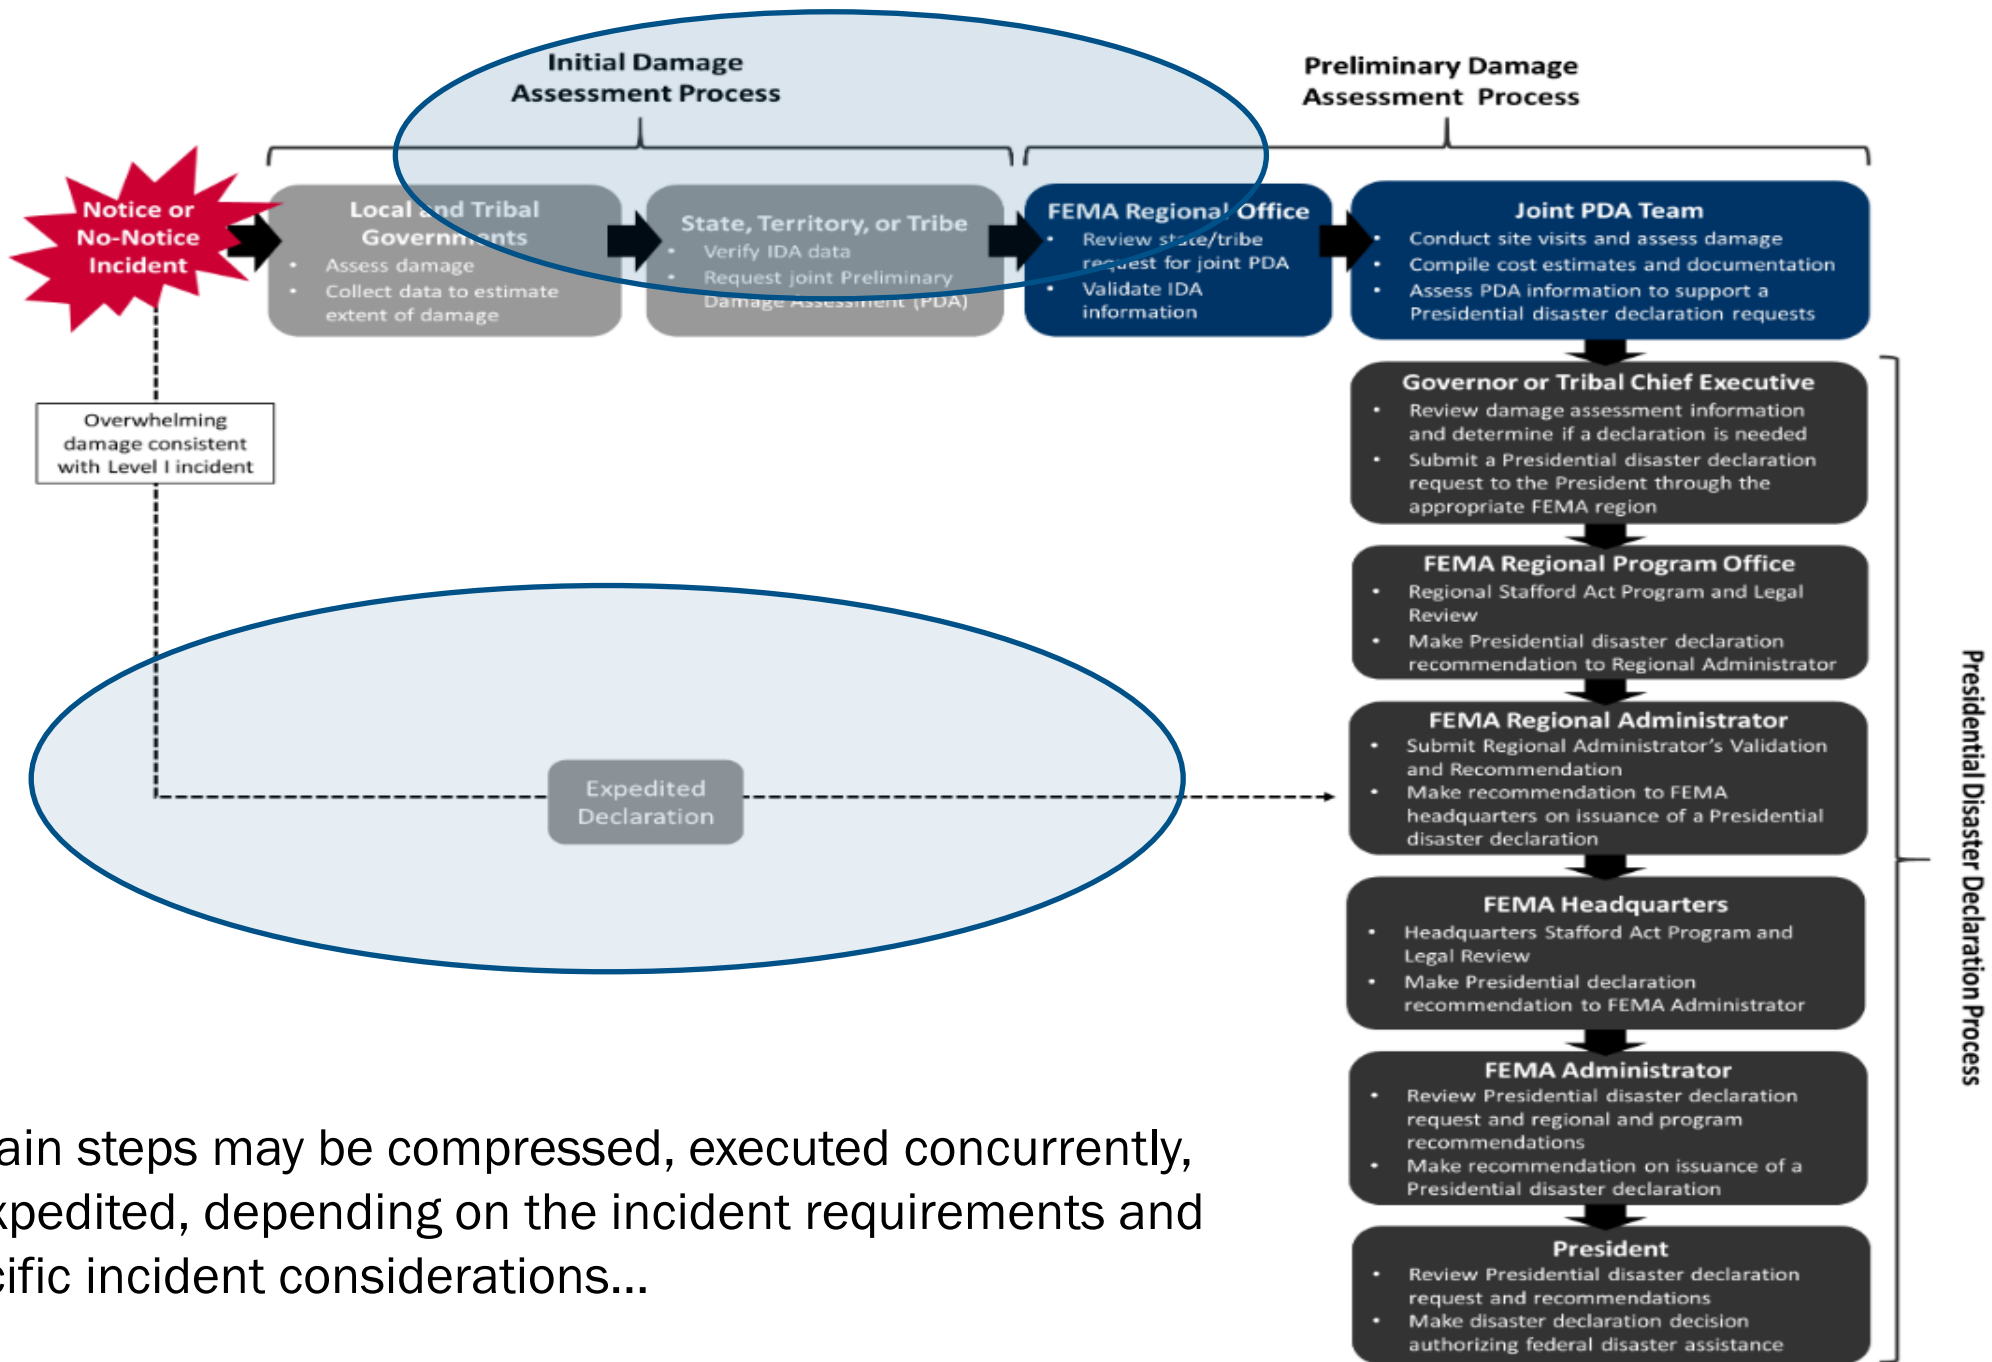 Initial Damage
Assessment Process
Preliminary Damage
Assessment Process
Notice or
No-Notice
Incident
Local and Tribal
Governments
• Assess damage
• Collect data to estimate
extent of damage
State, Territory, or Tribe
• Verify IDA data
• Request joint Preliminary
Damage Assessment (PDA)
FEMA Regional Office
• Review state/tribe
request for joint PDA
• Validate IDA
information
Joint PDA Team
• Conduct site visits and assess damage
• Compile cost estimates and documentation
• Assess PDA information to support a
Presidential disaster declaration requests
Overwhelming
damage consistent
with Level I incident
Governor or Tribal Chief Executive
• Review damage assessment information
and determine if a declaration is needed
• Submit a Presidential disaster declaration
request to the President through the
appropriate FEMA region
FEMA Regional Program Office
• Regional Stafford Act Program and Legal
Review
• Make Presidential disaster declaration
recommendation to Regional Administrator
Expedited
Declaration
FEMA Regional Administrator
• Submit Regional Administrator's Validation
and Recommendation
• Make recommendation to FEMA
headquarters on issuance of a Presidential
disaster declaration
FEMA Headquarters
• Headquarters Stafford Act Program and
Legal Review
• Make Presidential declaration
recommendation to FEMA Administrator
FEMA Administrator
• Review Presidential disaster declaration
request and regional and program
recommendations
• Make recommendation on issuance of a
Presidential disaster declaration
President
• Review Presidential disaster declaration
request and recommendations
• Make disaster declaration decision
authorizing federal disaster assistance
Presidential Disaster Declaration Process
ain steps may be compressed, executed concurrently,
xpedited, depending on the incident requirements and
cific incident considerations...